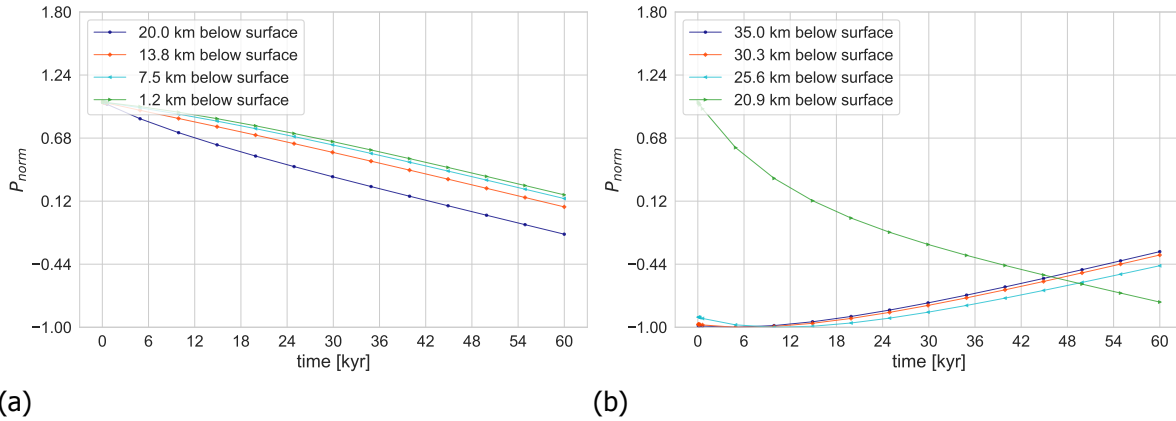 1.80
1.24
0.68
0.12
−0.44
−1.00
P_norm
20.0 km below surface
13.8 km below surface
7.5 km below surface
1.2 km below surface
0 6 12 18 24 30 36 42 48 54 60
time [kyr]
(a)
1.80
1.24
0.68
0.12
−0.44
−1.00
P_norm
35.0 km below surface
30.3 km below surface
25.6 km below surface
20.9 km below surface
0 6 12 18 24 30 36 42 48 54 60
time [kyr]
(b)